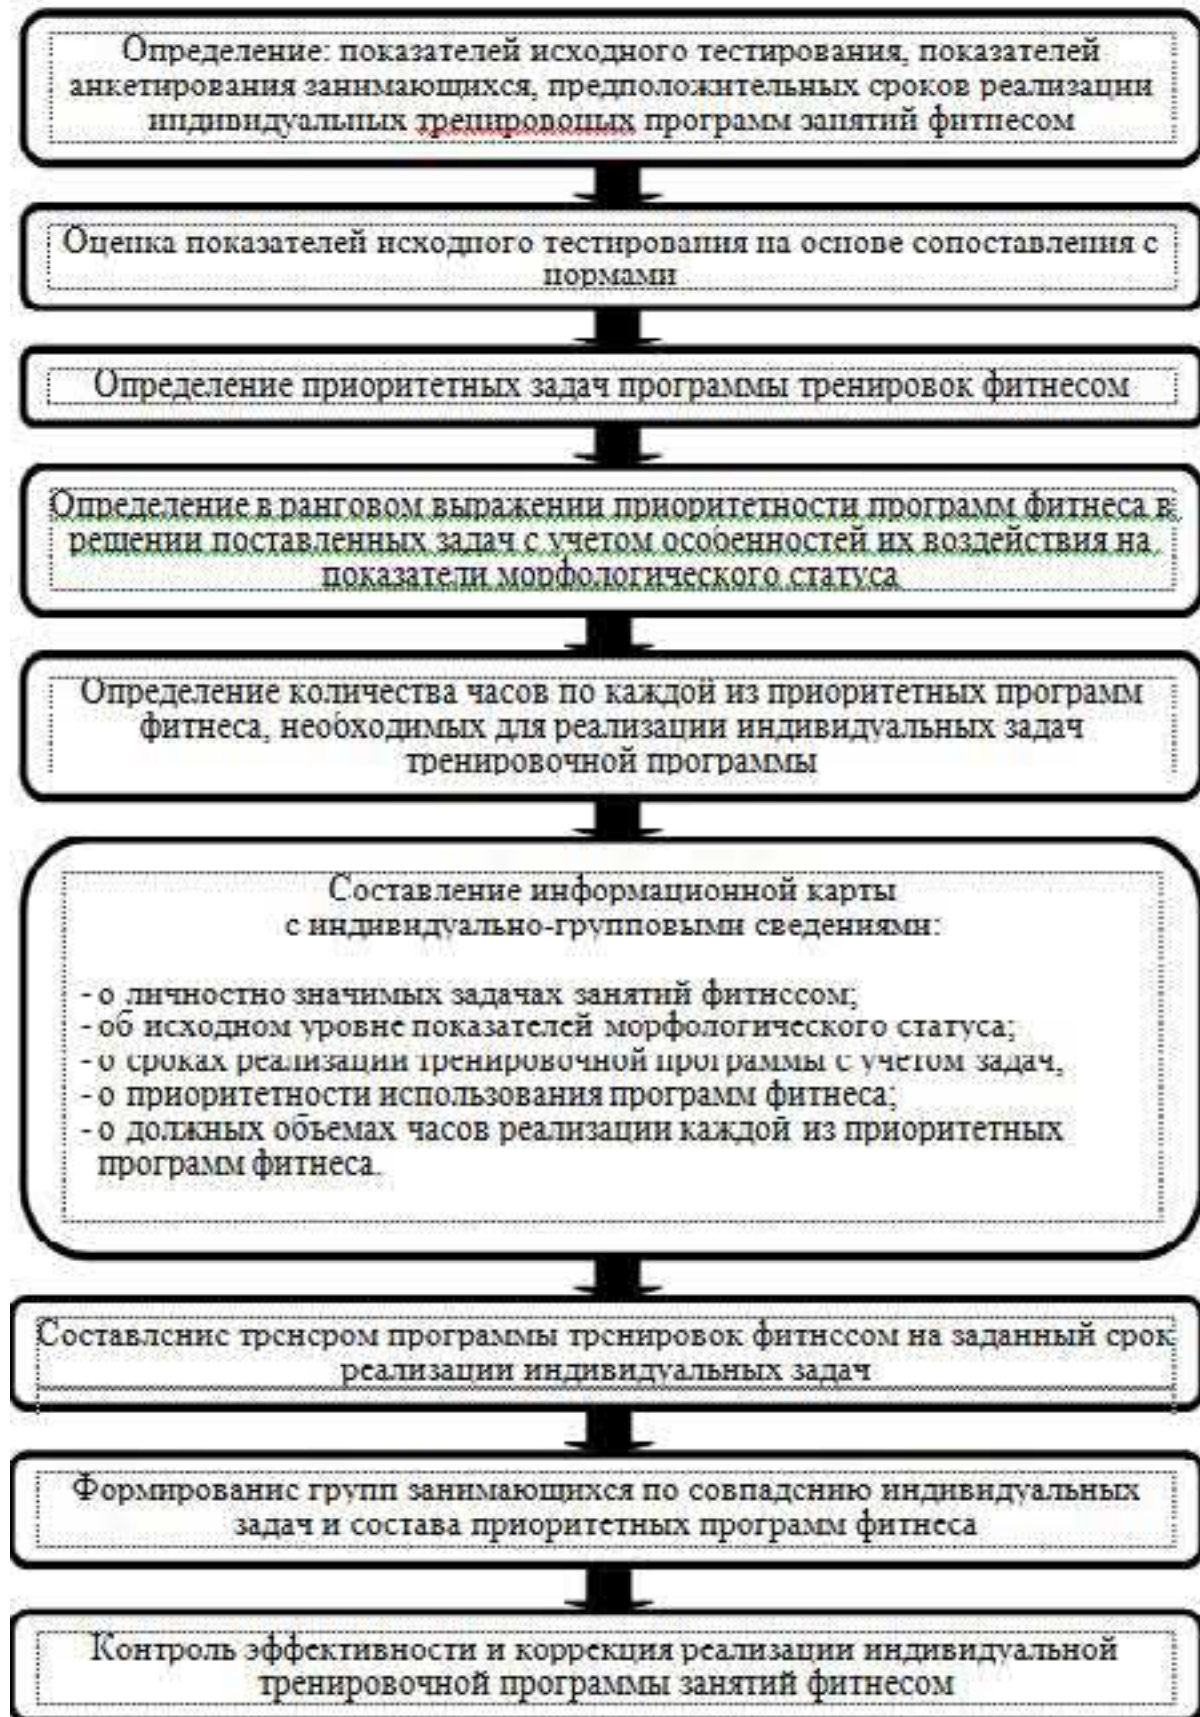 Определение: показателей исходного тестирования, показателей
анкетирования занимающихся, предположительных сроков реализации
индивидуальных тренировоных программ занятий фитнесом
Оценка показателей исходного тестирования на основе сопоставления с
нормами
Определение приоритетных задач программы тренировок фитнесом
Определение в ранговом выражении приоритетности программ фитнеса в
решении поставленных задач с учетом особенностей их воздействия на
показатели морфологического статуса
Определение количества часов по каждой из приоритетных программ
фитнеса, необходимых для реализации индивидуальных задач
тренировочной программы
Составление информационной карты
с индивидуально-групповыми сведениями:
- о личностно значимых задачах занятий фитнесом;
- об исходном уровне показателей морфологического статуса;
- о сроках реализации тренировочной программы с учетом задач;
- о приоритетности использования программ фитнеса;
- о должных объемах часов реализации каждой из приоритетных
программ фитнеса.
Составление тренером программы тренировок фитнесом на заданный срок
реализации индивидуальных задач
Формирование групп занимающихся по совпадению индивидуальных
задач и состава приоритетных программ фитнеса
Контроль эффективности и коррекция реализации индивидуальной
тренировочной программы занятий фитнесом